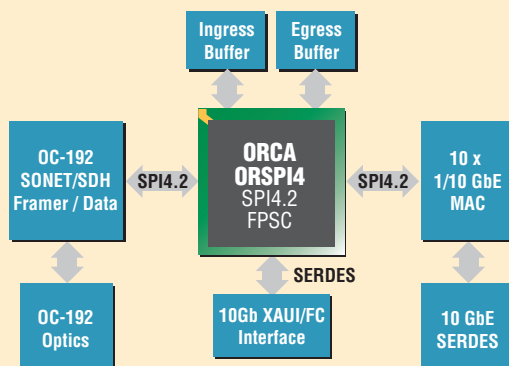 Ingress
Buffer
Egress
Buffer
OC-192
SONET/SDH
Framer / Data
SPI4.2
ORCA
ORSPI4
SPI4.2
FPSC
SPI4.2
10 x
1/10 GbE
MAC
SERDES
OC-192
Optics
10Gb XAUI/FC
Interface
10 GbE
SERDES